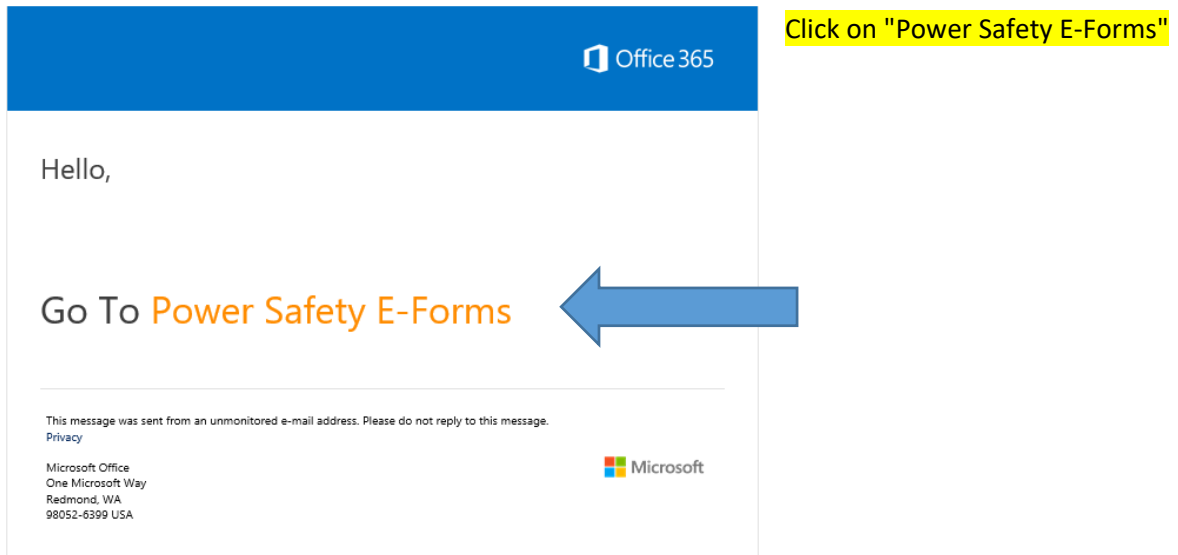 Click on "Power Safety E-Forms"
Office 365
Hello,
Go To Power Safety E-Forms
This message was sent from an unmonitored e-mail address. Please do not reply to this message.
Privacy
Microsoft Office
One Microsoft Way
Redmond, WA
98052-6399 USA
Microsoft